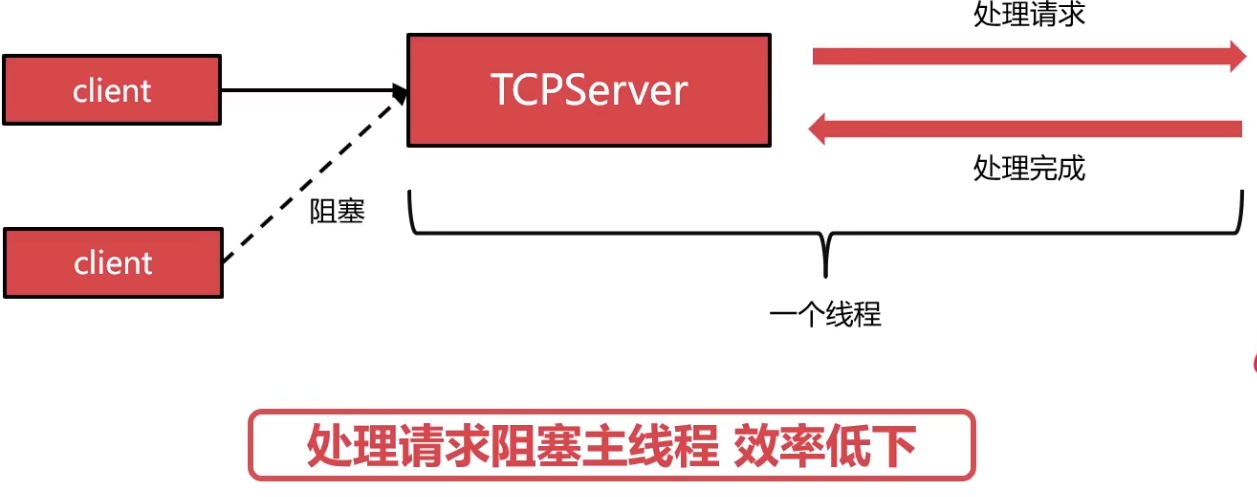 处理请求
client
TCPServer
处理完成
阻塞
client
一个线程
处理请求阻塞主线程 效率低下